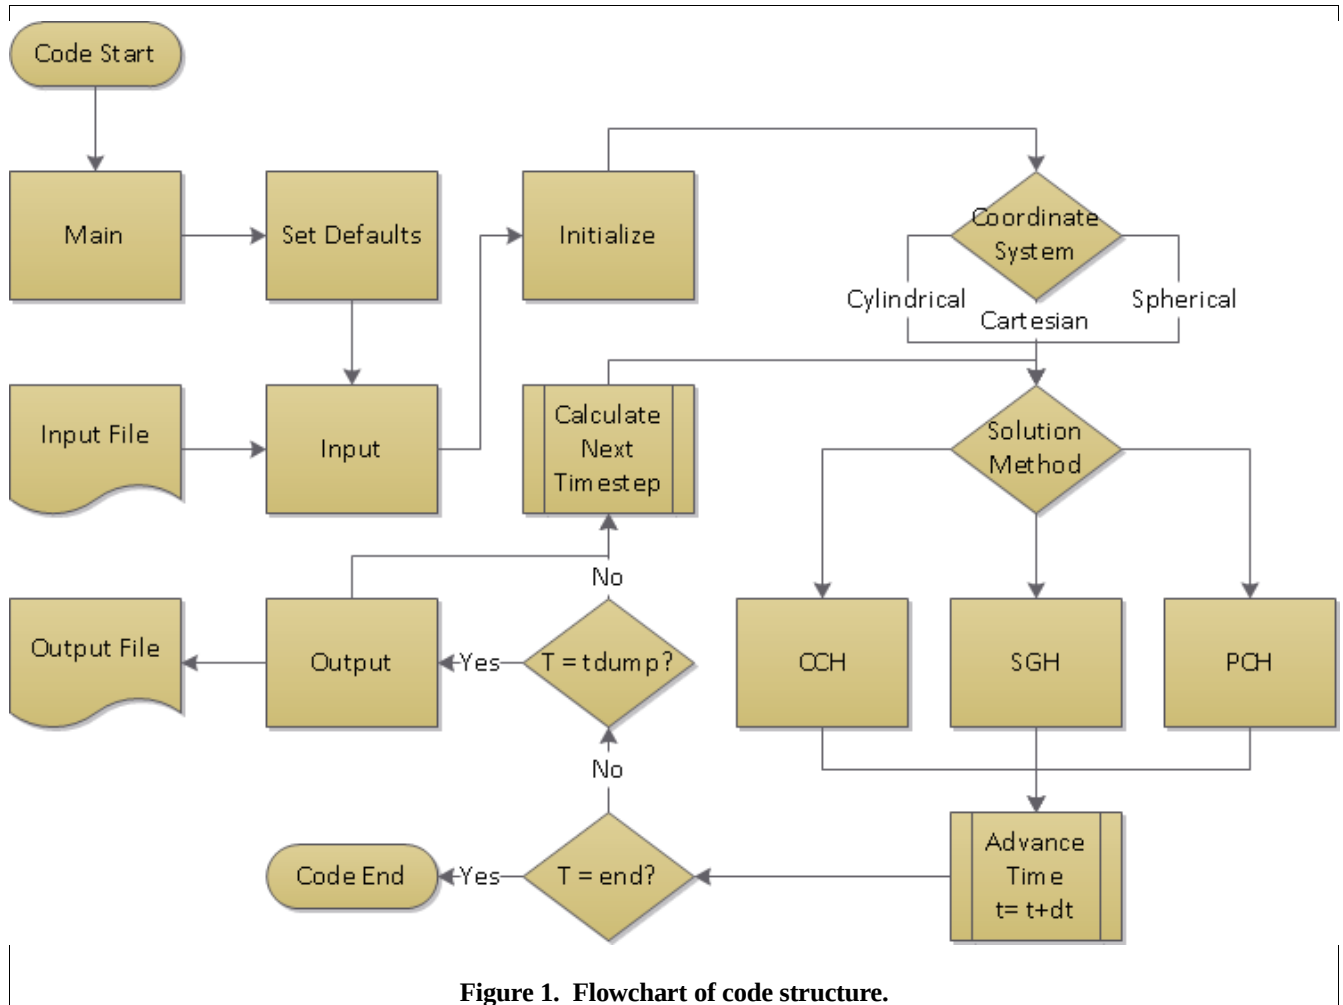 Code Start
Main
Set Defaults
Initialize
Coordinate
System
Cylindrical
Cartesian
Spherical
Input File
Input
Calculate
Next
Timestep
Solution
Method
No
Output File
Output
Yes
T = tdump?
CCH
SGH
PCH
No
Code End
Yes
T = end?
Advance
Time
t= t+dt
Figure 1. Flowchart of code structure.